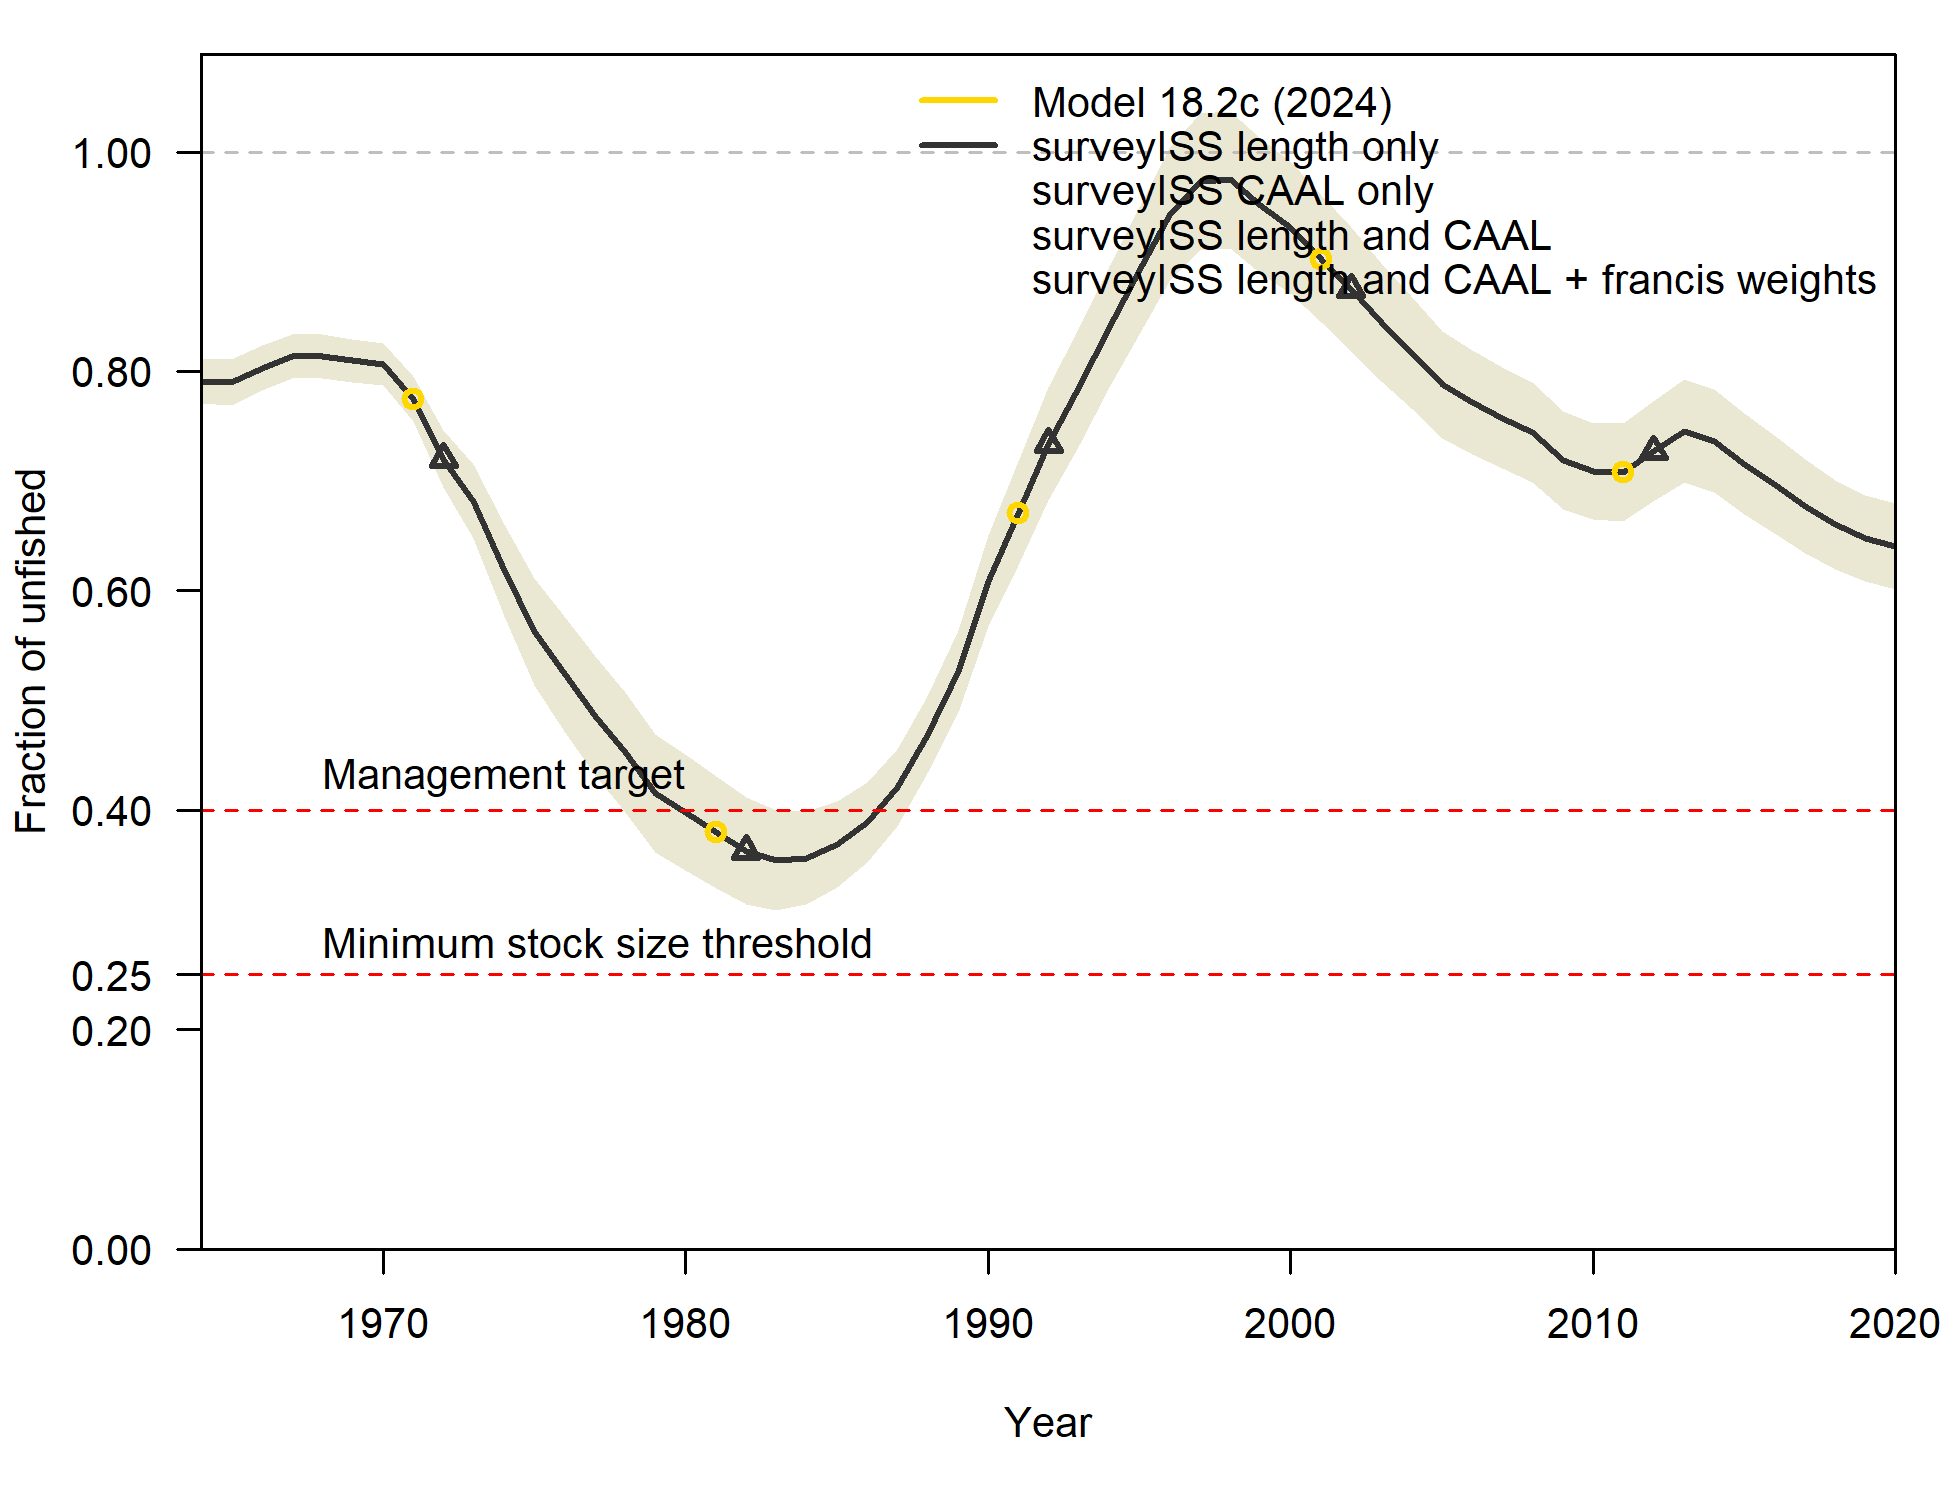 Model 18.2c (2024)
surveyISS length only
surveyISS CAAL only
surveyISS length and CAAL
surveyISS length and CAAL + francis weights
1.00
0.80
0.60
0.40
0.25
0.20
0.00
Fraction of unfished
Management target
Minimum stock size threshold
1970
1980
1990
2000
2010
2020
Year